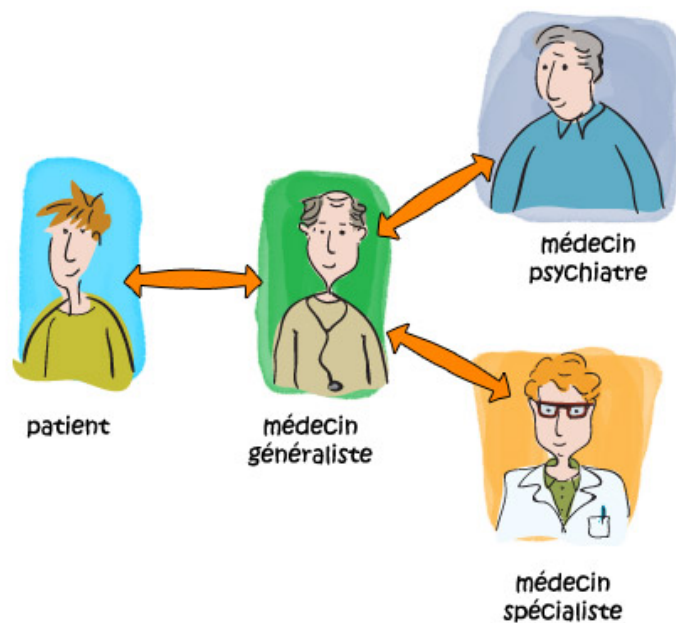 médecin
psychiatre
patient
médecin
généraliste
médecin
spécialiste